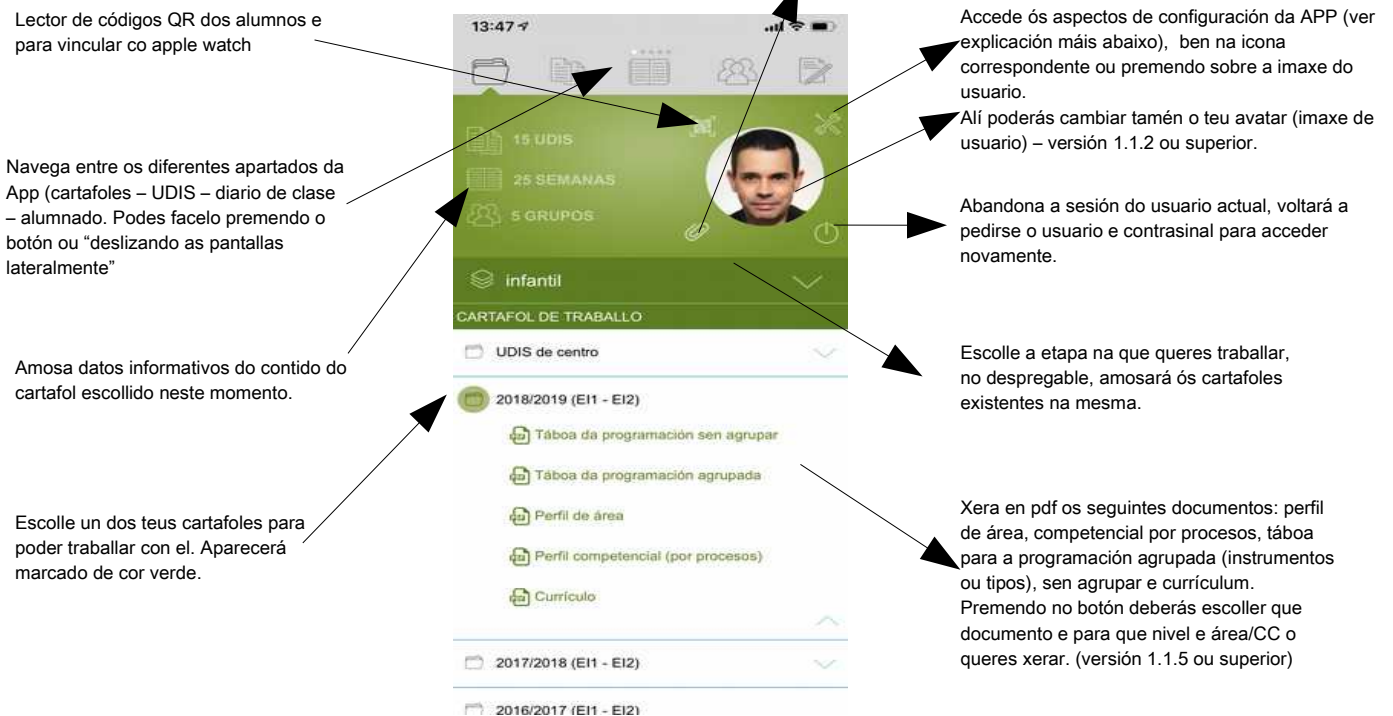 Lector de códigos QR dos alumnos e
para vincular co apple watch
Navega entre os diferentes apartados da
App (cartafoles – UDIS – diario de clase
– alumnado. Podes facelo premendo o
botón ou “deslizando as pantallas
lateralmente”
Amosa datos informativos do contido do
cartafol escollido neste momento.
Escolle un dos teus cartafoles para
poder traballar con el. Aparecerá
marcado de cor verde.
13:47
15 UDIS
25 SEMANAS
5 GRUPOS
infantil
CARTAFOL DE TRABALLO
UDIS de centro
2018/2019 (EI1 - EI2)
Táboa da programación sen agrupar
Táboa da programación agrupada
Perfil de área
Perfil competencial (por procesos)
Currículo
2017/2018 (EI1 - EI2)
2016/2017 (EI1 - EI2)
Accede ós aspectos de configuración da APP (ver
explicación máis abaixo), ben na icona
correspondente ou premendo sobre a imaxe do
usuario.
Alí poderás cambiar tamén o teu avatar (imaxe de
usuario) – versión 1.1.2 ou superior.
Abandona a sesión do usuario actual, voltará a
pedirse o usuario e contrasinal para acceder
novamente.
Escolle a etapa na que queres traballar,
no despregable, amosará ós cartafoles
existentes na mesma.
Xera en pdf os seguintes documentos: perfil
de área, competencial por procesos, táboa
para a programación agrupada (instrumentos
ou tipos), sen agrupar e currículum.
Premendo no botón deberás escoller que
documento e para que nivel e área/CC o
queres xerar. (versión 1.1.5 ou superior)